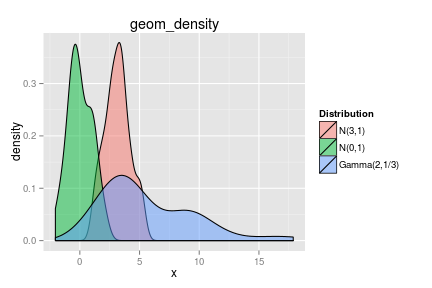 geom_density
density
0.3
0.2
0.1
0.0
0
5
10
15
x
Distribution
N(3,1)
N(0,1)
Gamma(2,1/3)